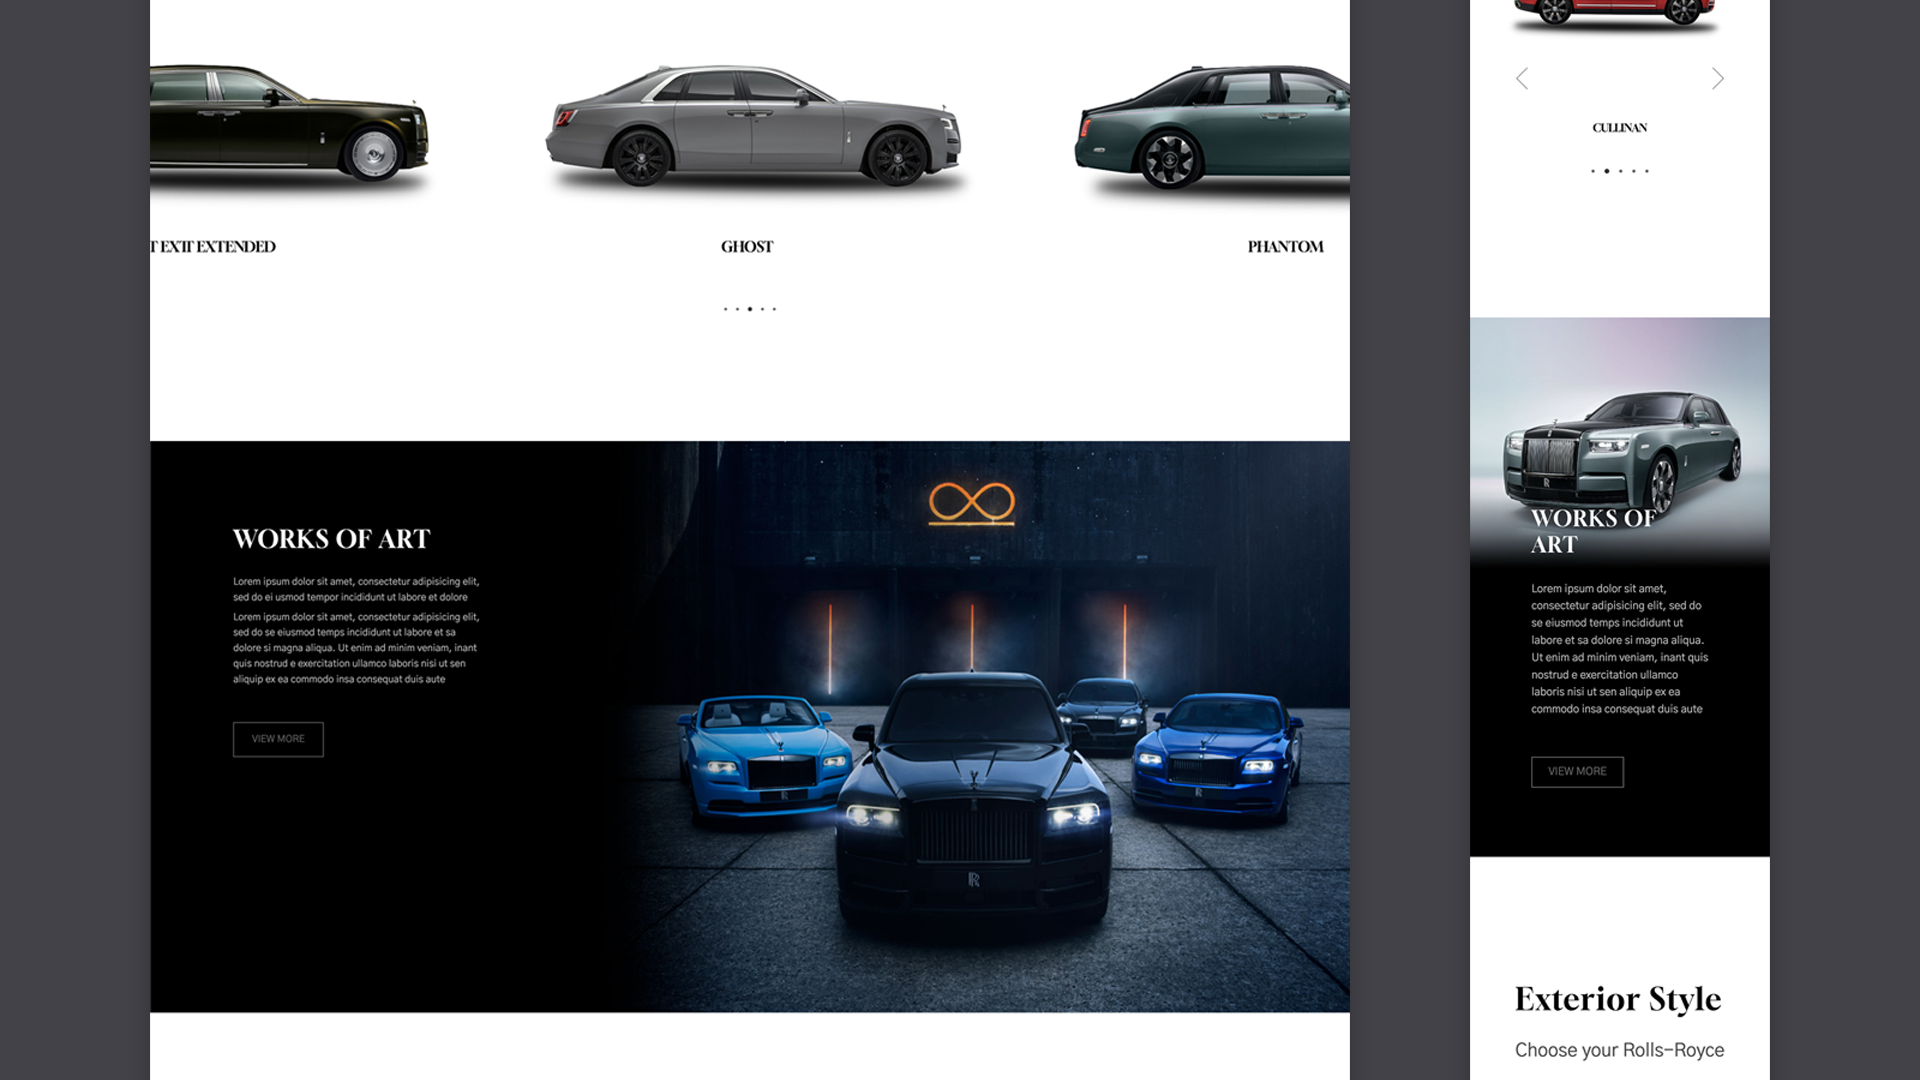 T EXIT EXTENDED
GHOST
PHANTOM
WORKS OF ART
Lorem ipsum dolor sit amet, consectetur adipisicing elit,
sed do ei usmod tempor incididunt ut labore et dolore
Lorem ipsum dolor sit amet, consectetur adipisicing elit,
sed do se eiusmod temps incididunt ut labore et sa
dolore si magna aliqua. Ut enim ad minim veniam, inant
quis nostrud e exercitation ullamco laboris nisi ut sen
aliquip ex ea commodo insa consequat duis aute
VIEW MORE
CULLINAN
WORKS OF
ART
Lorem ipsum dolor sit amet,
consectetur adipisicing elit, sed do
se eiusmod temps incididunt ut
labore et sa dolore si magna aliqua.
Ut enim ad minim veniam, inant quis
nostrud e exercitation ullamco
laboris nisi ut sen aliquip ex ea
commodo insa consequat duis aute
VIEW MORE
Exterior Style
Choose your Rolls-Royce